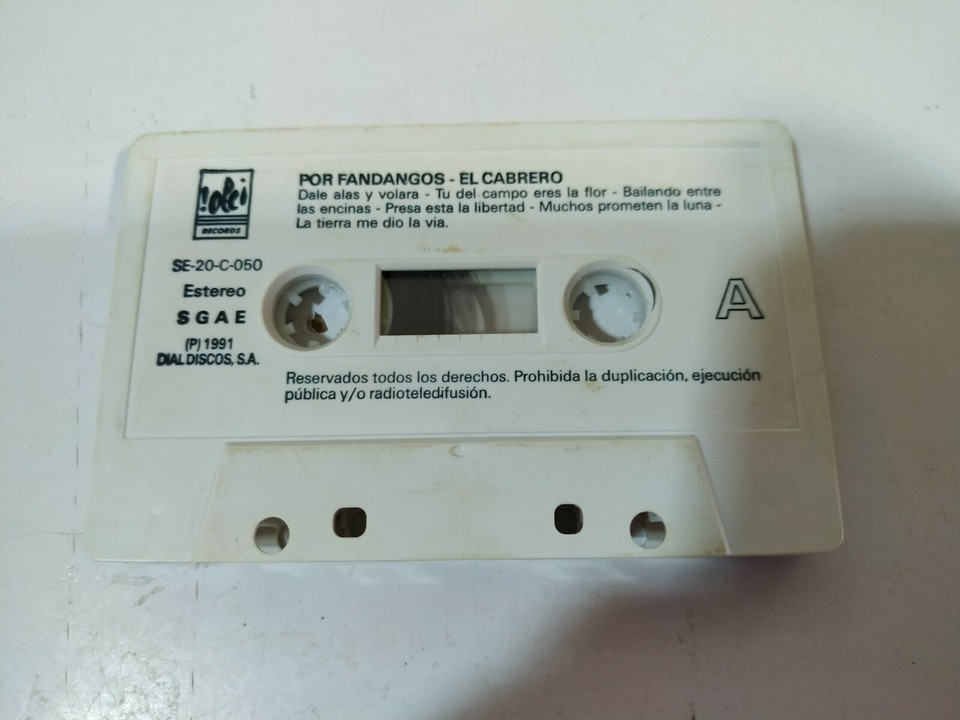 ¡olé!
RECORDS
POR FANDANGOS - EL CABRERO
Dale alas y volara - Tu del campo eres la flor - Bailando entre
las encinas - Presa esta la libertad - Muchos prometen la luna -
La tierra me dio la via.
SE-20-C-050
Estereo
S G A E
(P) 1991
DIAL DISCOS, S.A.
A
Reservados todos los derechos. Prohibida la duplicación, ejecución
pública y/o radioteledifusión.